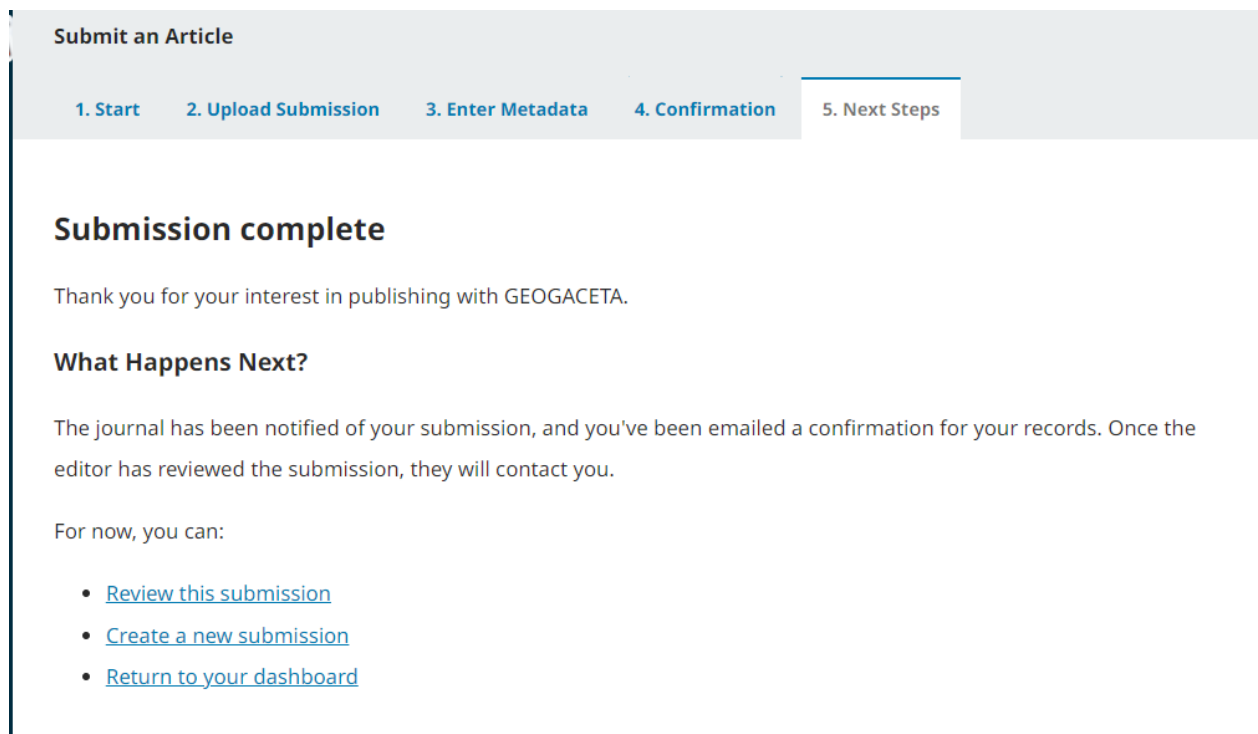 Submit an Article
1. Start 2. Upload Submission 3. Enter Metadata 4. Confirmation 5. Next Steps
Submission complete
Thank you for your interest in publishing with GEOGACETA.
What Happens Next?
The journal has been notified of your submission, and you've been emailed a confirmation for your records. Once the
editor has reviewed the submission, they will contact you.
For now, you can:
• Review this submission
• Create a new submission
• Return to your dashboard